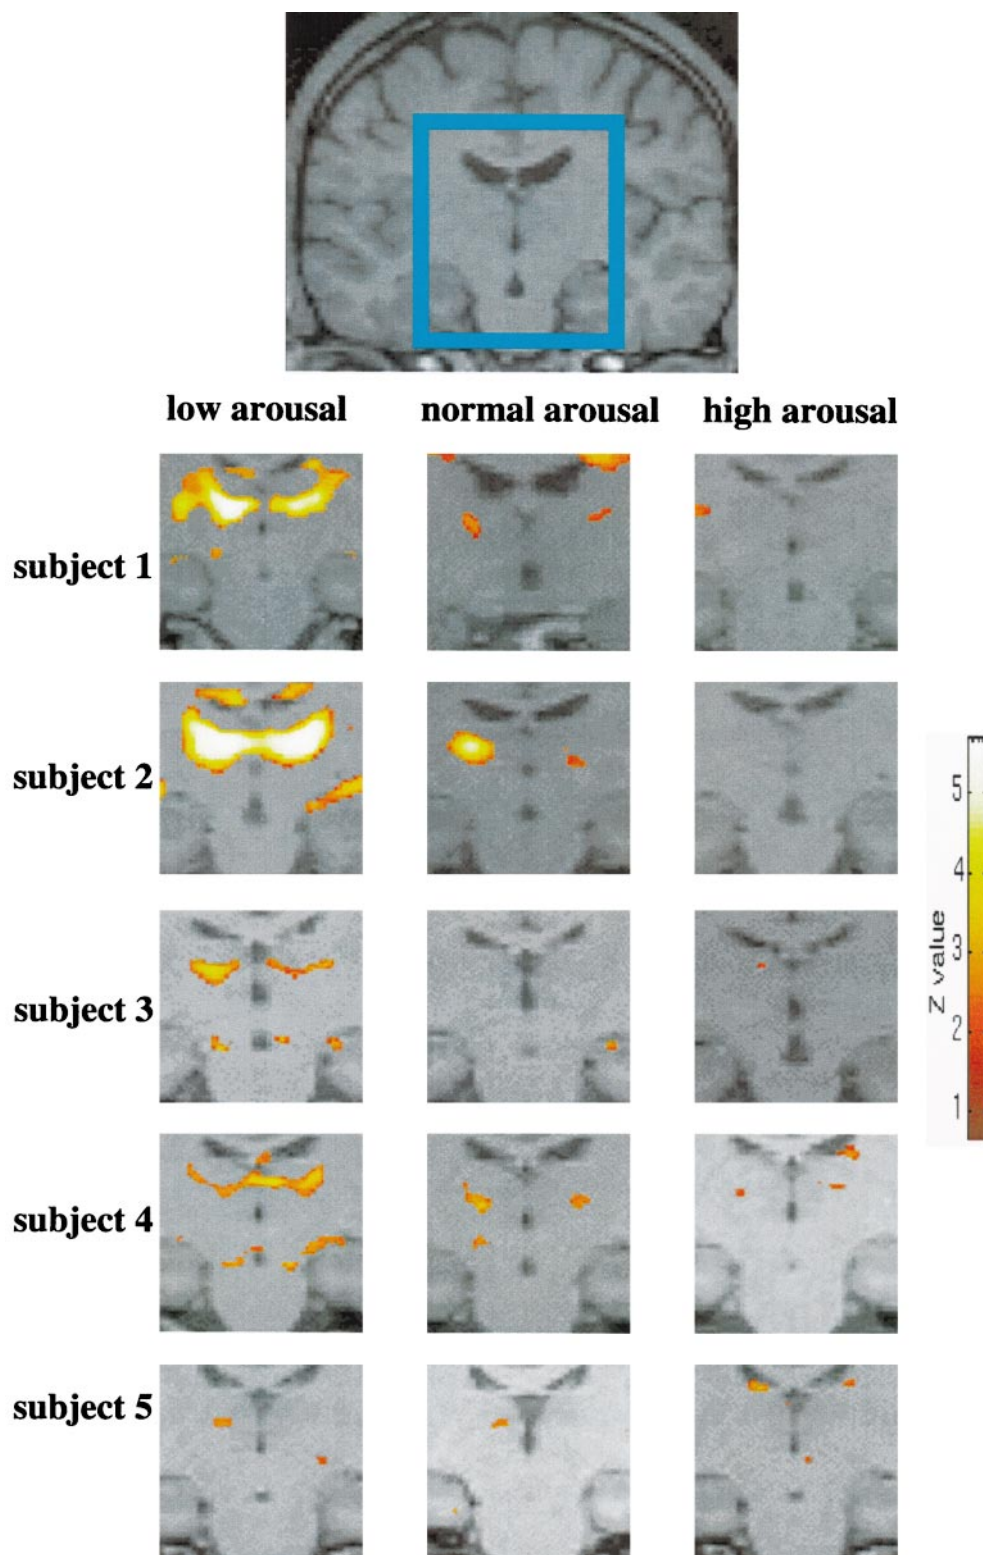 low arousal
normal arousal
high arousal
subject 1
subject 2
subject 3
subject 4
subject 5
5
4
3
2
1
Z value